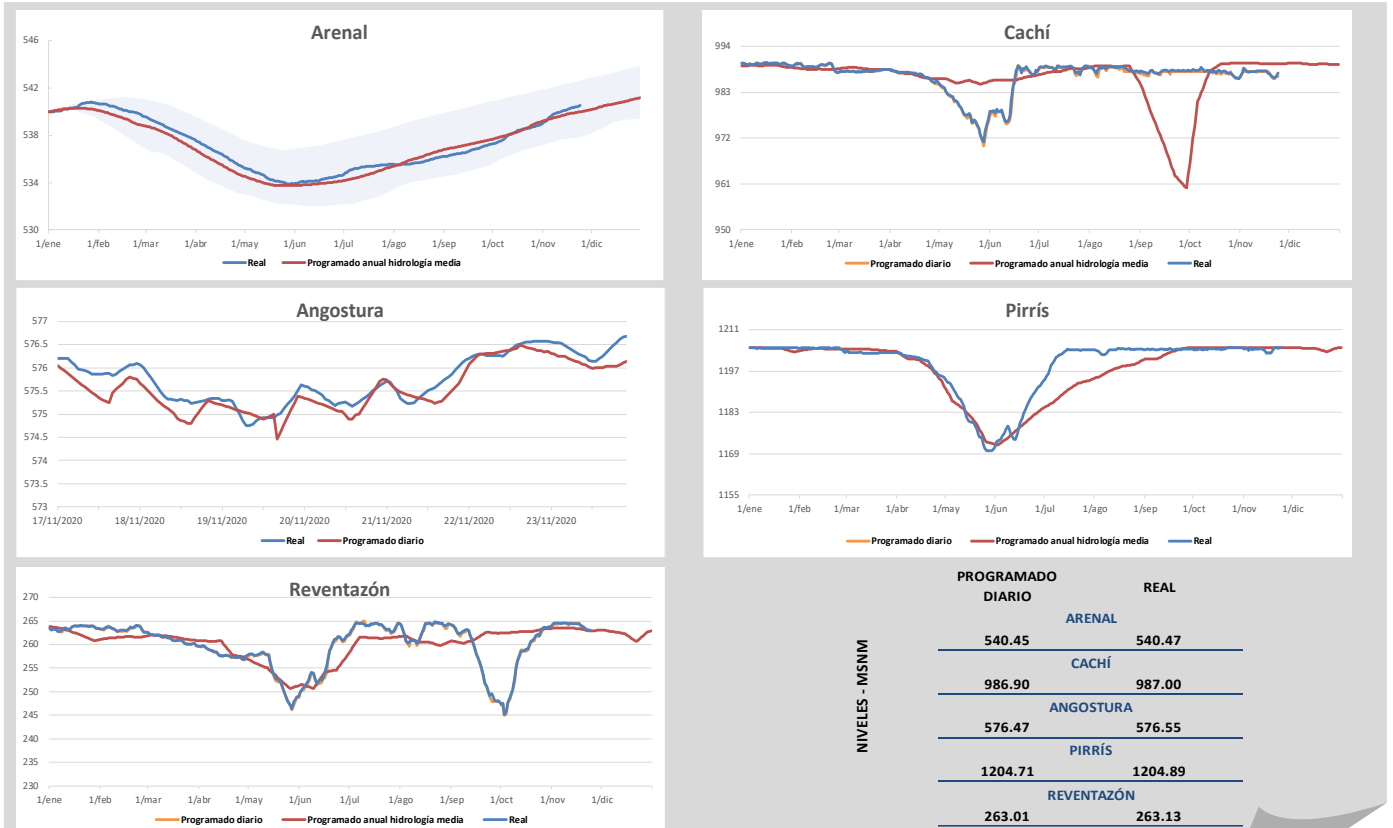 Arenal
546
542
538
534
530
1/ene 1/feb 1/mar 1/abr 1/may 1/jun 1/jul 1/ago 1/sep 1/oct 1/nov 1/dic
Real Programado anual hidrología media
Cachí
994
983
972
961
950
1/ene 1/feb 1/mar 1/abr 1/may 1/jun 1/jul 1/ago 1/sep 1/oct 1/nov 1/dic
Programado diario Programado anual hidrología media Real
Angostura
577
576.5
576
575.5
575
574.5
574
573.5
573
17/11/2020 18/11/2020 19/11/2020 20/11/2020 21/11/2020 22/11/2020 23/11/2020
Real Programado diario
Pirrís
1211
1197
1183
1169
1155
1/ene 1/feb 1/mar 1/abr 1/may 1/jun 1/jul 1/ago 1/sep 1/oct 1/nov 1/dic
Programado diario Programado anual hidrología media Real
Reventazón
270
265
260
255
250
245
240
235
230
1/ene 1/feb 1/mar 1/abr 1/may 1/jun 1/jul 1/ago 1/sep 1/oct 1/nov 1/dic
Programado diario Programado anual hidrología media Real
NIVELES - MSNM
PROGRAMADO
DIARIO
REAL
ARENAL
540.45 540.47
CACHÍ
986.90 987.00
ANGOSTURA
576.47 576.55
PIRRÍS
1204.71 1204.89
REVENTAZÓN
263.01 263.13